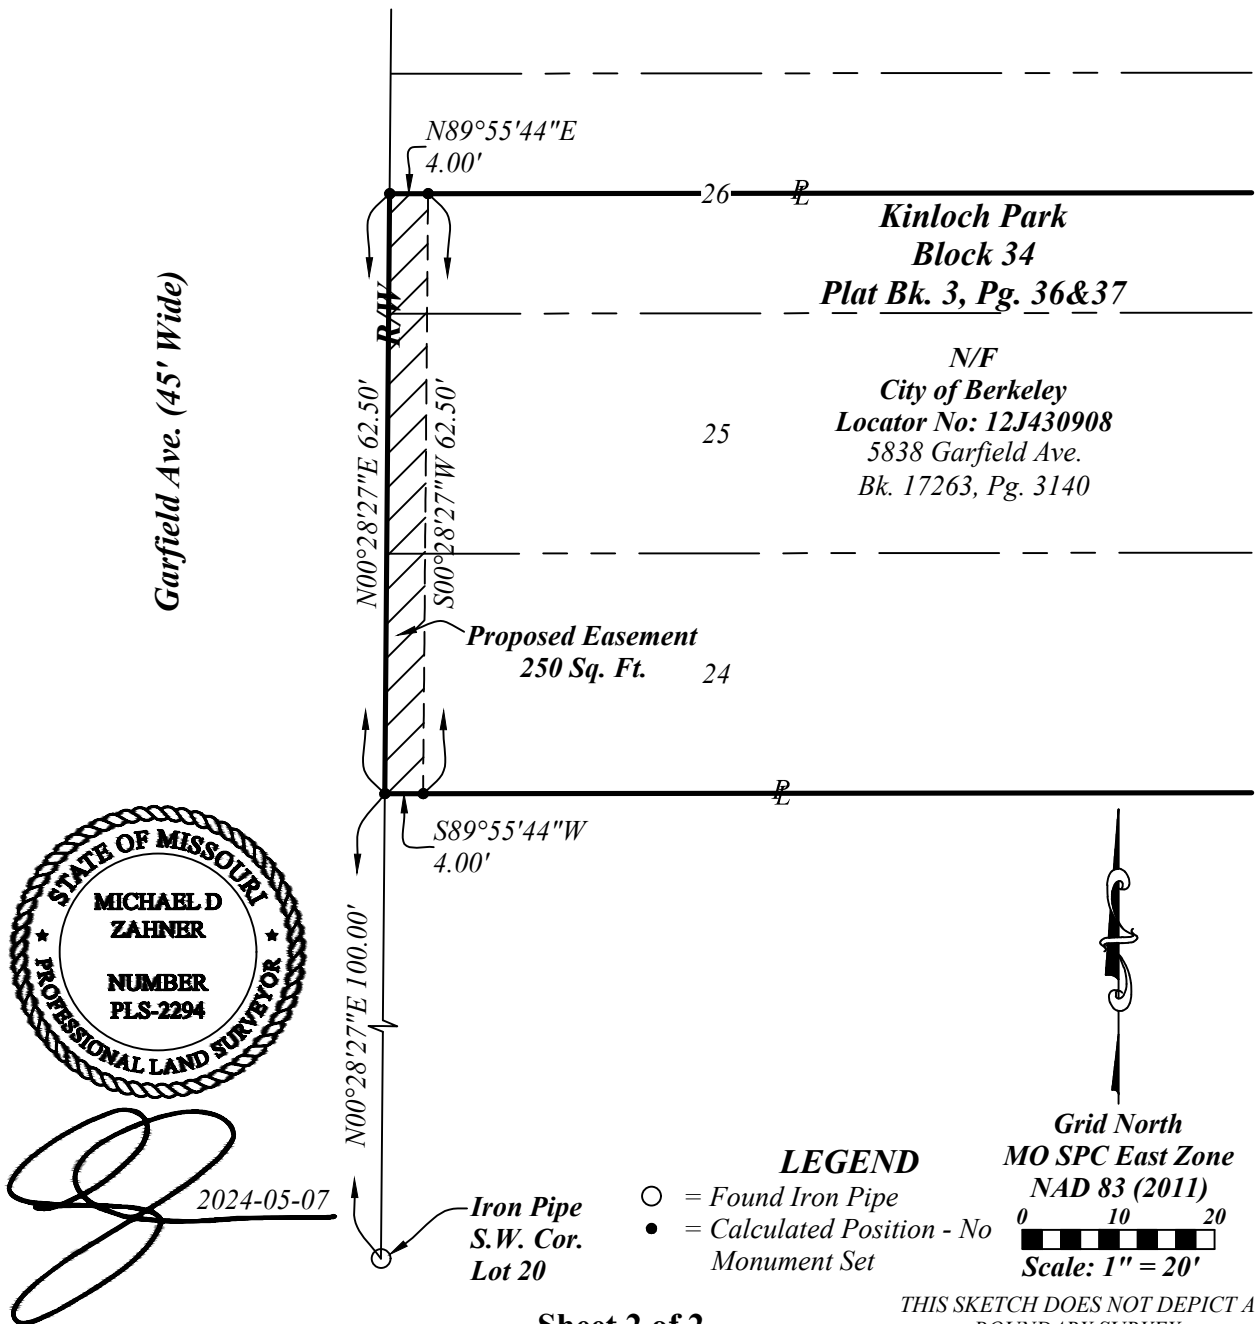 N89°55'44"E
4.00'
26
PL
Kinloch Park
Block 34
Plat Bk. 3, Pg. 36&37
R/W
Garfield Ave. (45' Wide)
N00°28'27"E 62.50'
S00°28'27"W 62.50'
N/F
City of Berkeley
Locator No: 12J430908
5838 Garfield Ave.
Bk. 17263, Pg. 3140
25
Proposed Easement
250 Sq. Ft.
24
PL
S89°55'44"W
4.00'
STATE OF MISSOURI
MICHAEL D
ZAHNER
NUMBER
PLS-2294
PROFESSIONAL LAND SURVEYOR
N00°28'27"E 100.00'
2024-05-07
Iron Pipe
S.W. Cor.
Lot 20
LEGEND
= Found Iron Pipe
= Calculated Position - No
Monument Set
Grid North
MO SPC East Zone
NAD 83 (2011)
0 10 20
Scale: 1" = 20'
Sheet 2 of 2
THIS SKETCH DOES NOT DEPICT A
BOUNDARY SURVEY